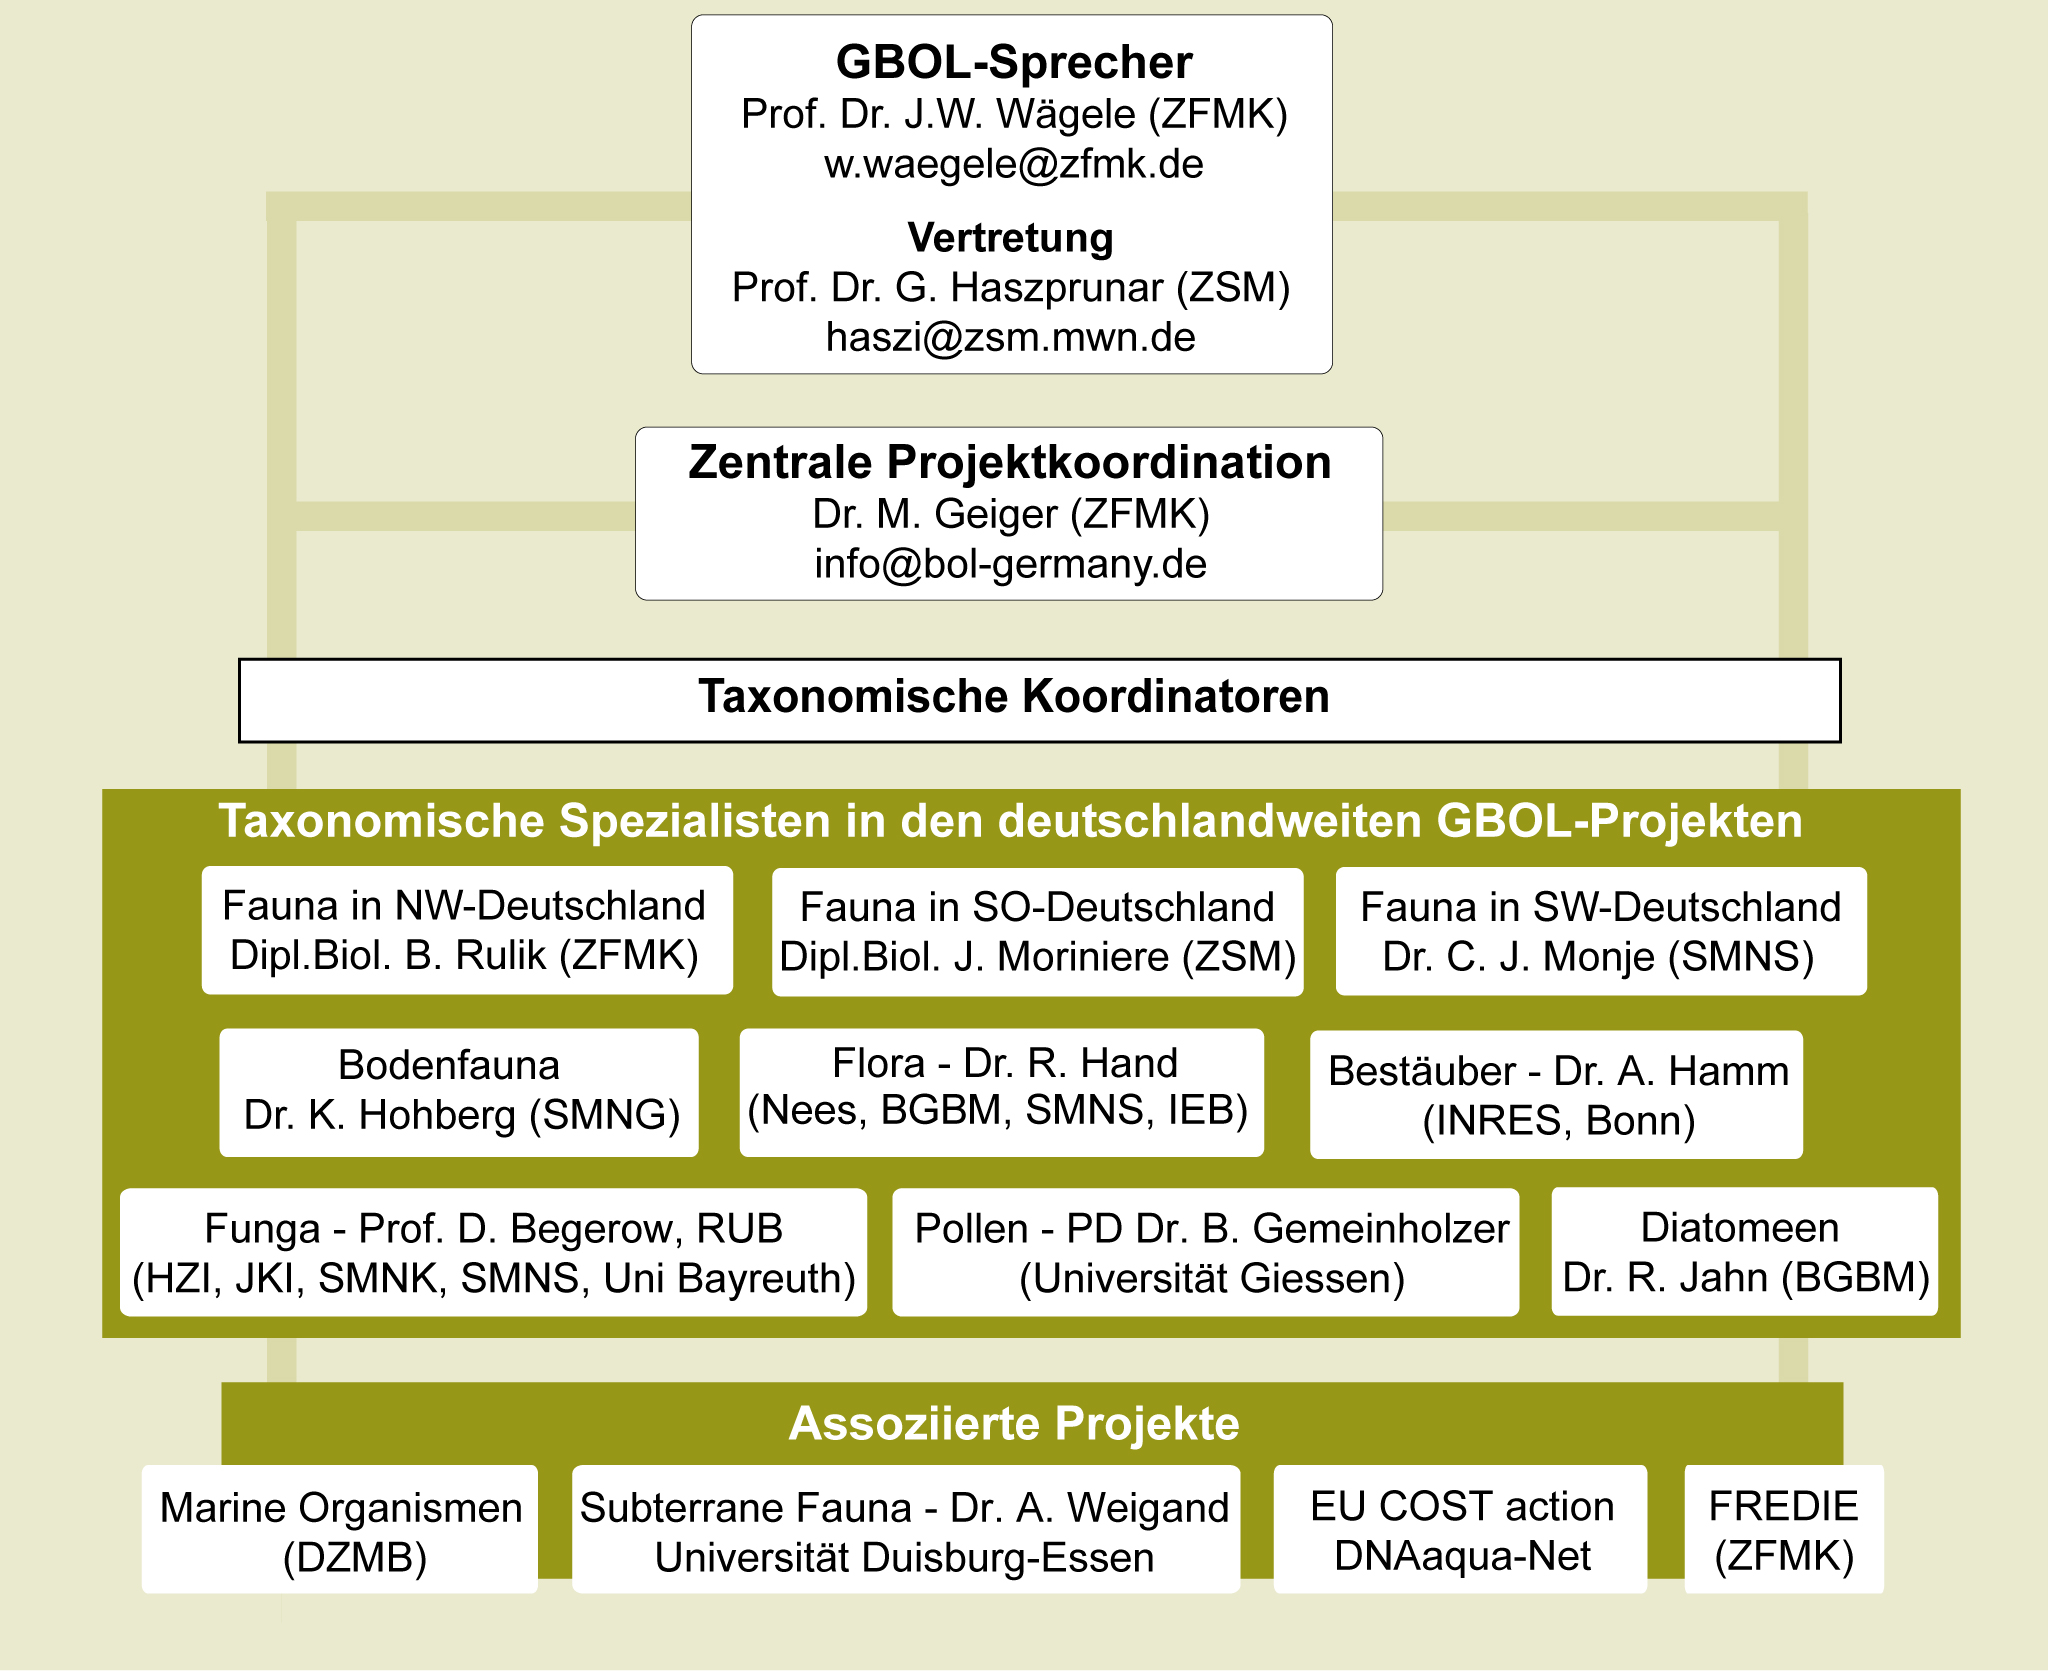 GBOL-Sprecher
Prof. Dr. J.W. Wägele (ZFMK)
w.waegele@zfmk.de
Vertretung
Prof. Dr. G. Haszprunar (ZSM)
haszi@zsm.mwn.de
Zentrale Projektkoordination
Dr. M. Geiger (ZFMK)
info@bol-germany.de
Taxonomische Koordinatoren
Taxonomische Spezialisten in den deutschlandweiten GBOL-Projekten
Fauna in NW-Deutschland
Dipl.Biol. B. Rulik (ZFMK)
Fauna in SO-Deutschland
Dipl.Biol. J. Moriniere (ZSM)
Fauna in SW-Deutschland
Dr. C. J. Monje (SMNS)
Bodenfauna
Dr. K. Hohberg (SMNG)
Flora - Dr. R. Hand
(Nees, BGBM, SMNS, IEB)
Bestäuber - Dr. A. Hamm
(INRES, Bonn)
Funga - Prof. D. Begerow, RUB
(HZI, JKI, SMNK, SMNS, Uni Bayreuth)
Pollen - PD Dr. B. Gemeinholzer
(Universität Giessen)
Diatomeen
Dr. R. Jahn (BGBM)
Assoziierte Projekte
Marine Organismen
(DZMB)
Subterrane Fauna - Dr. A. Weigand
Universität Duisburg-Essen
EU COST action
DNAaqua-Net
FREDIE
(ZFMK)